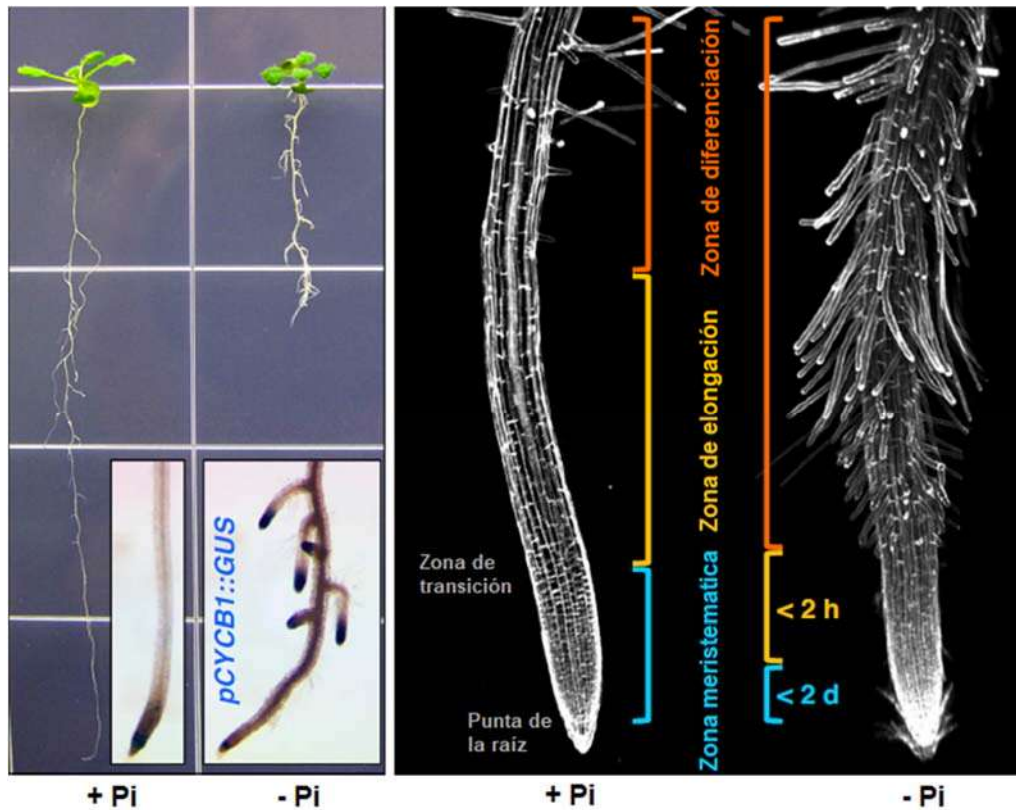 pCYCB1::GUS
Zona de
transición
Punta de
la raíz
Zona de diferenciación
Zona de elongación
Zona meristematica
< 2 h
< 2 d
+ Pi
- Pi
+ Pi
- Pi